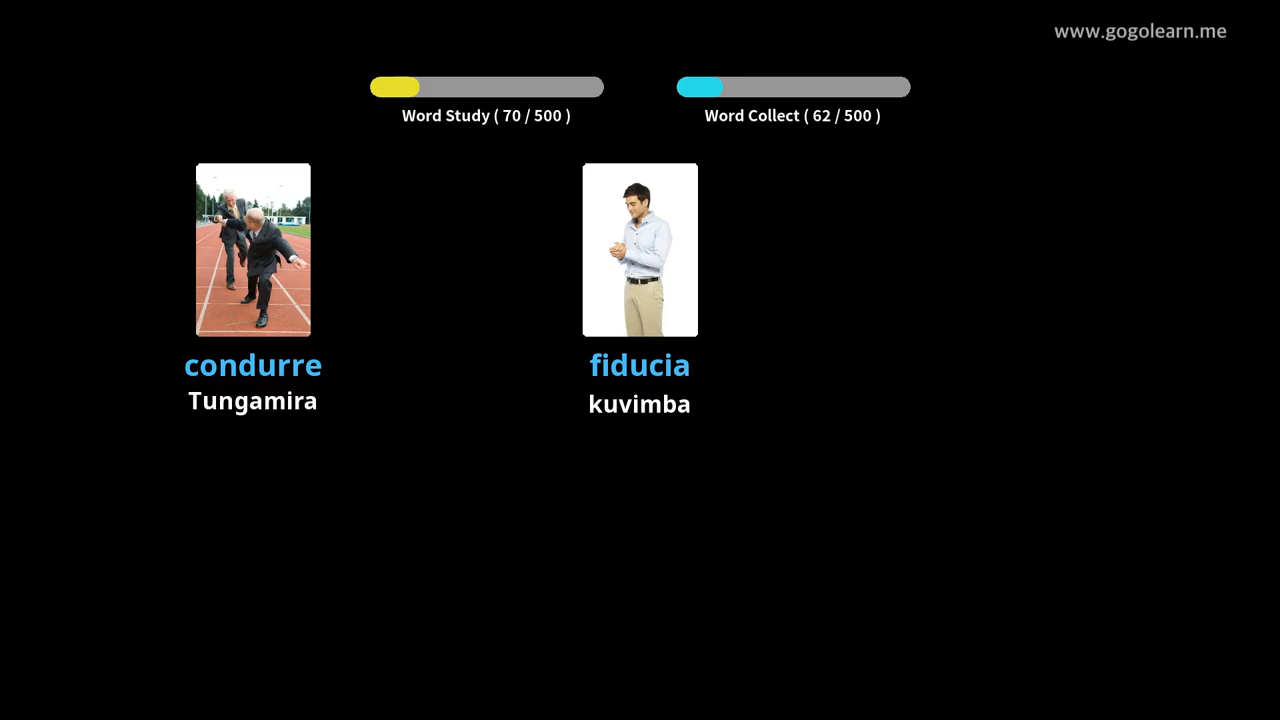 www.gogolearn.me
Word Study ( 70 / 500 )
Word Collect ( 62 / 500 )
condurre
Tungamira
fiducia
kuvimba